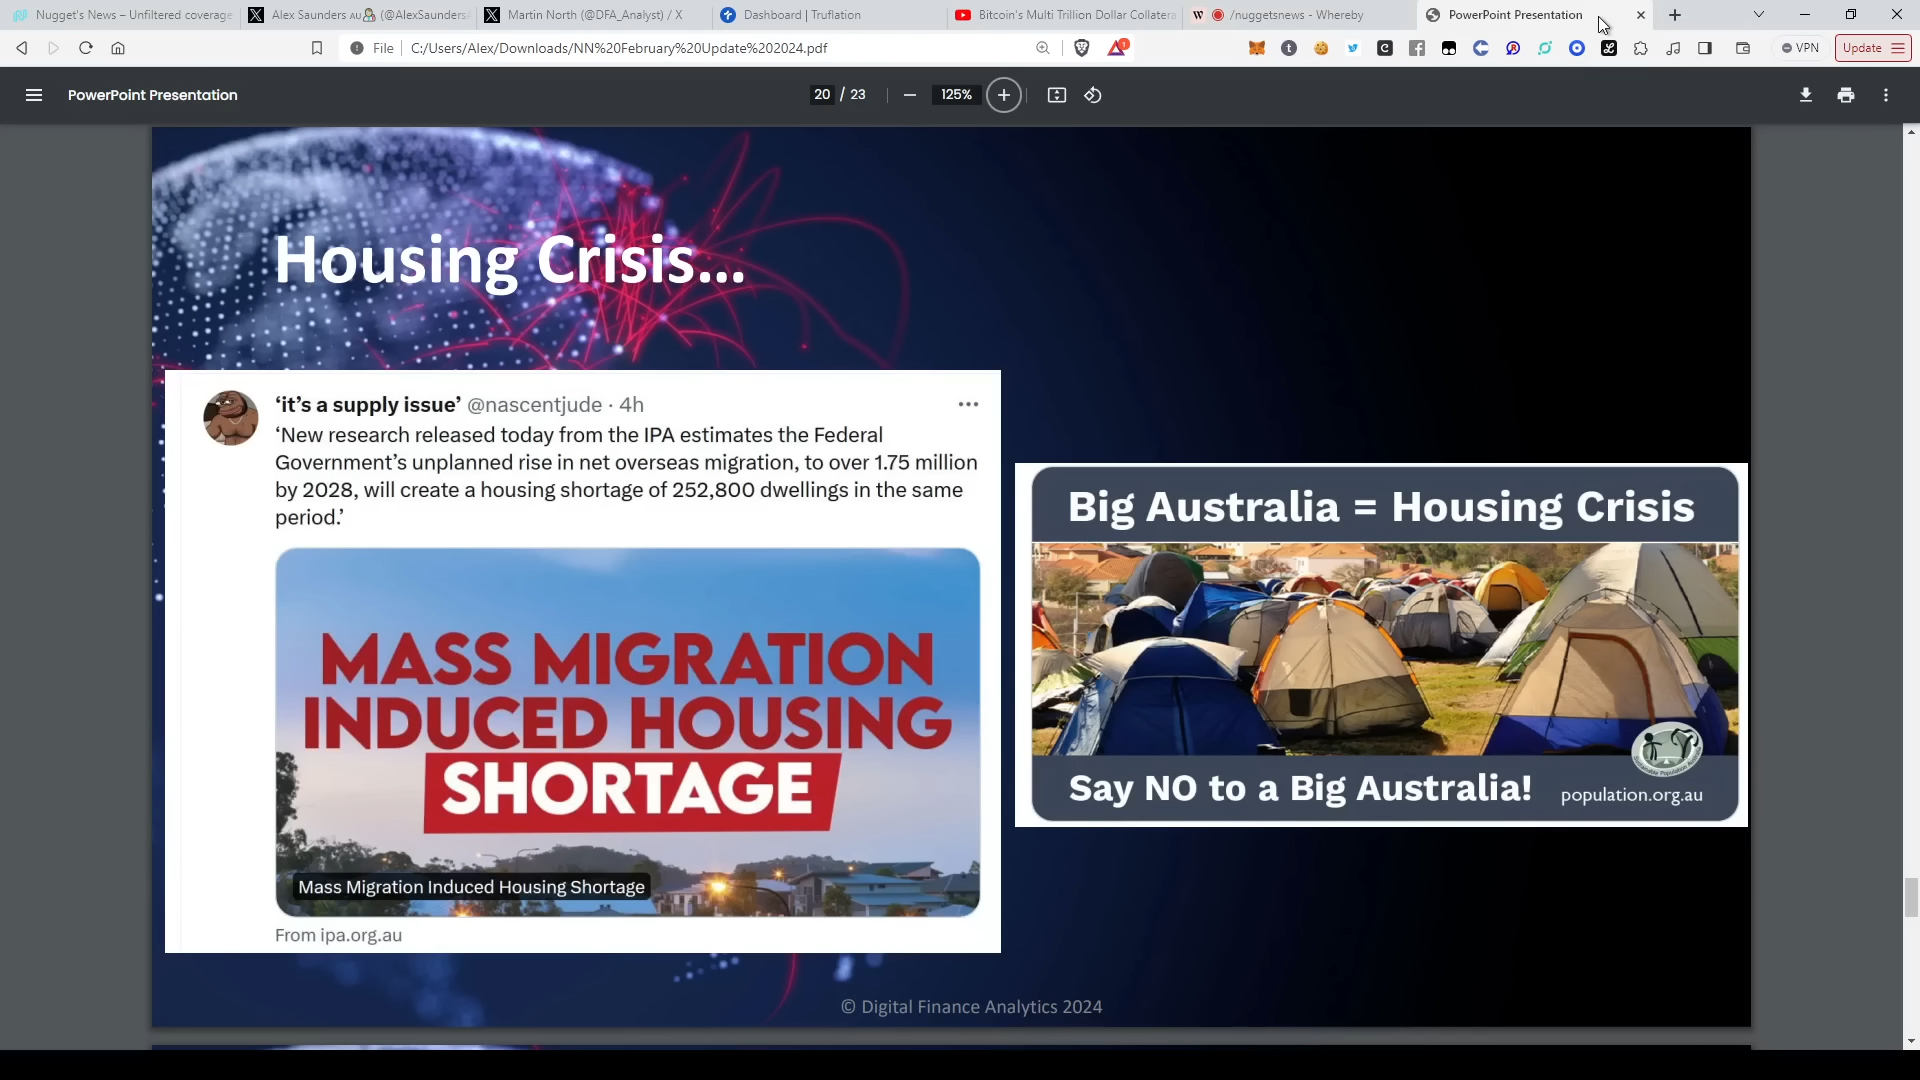 Nugget's News – Unfiltered coverage
Alex Saunders AU (@AlexSaunders
Martin North (@DFA_Analyst) / X
Dashboard | Truflation
Bitcoin's Multi Trillion Dollar Collatera
/nuggetsnews - Whereby
PowerPoint Presentation
File
C:/Users/Alex/Downloads/NN%20February%20Update%202024.pdf
VPN
Update
PowerPoint Presentation
20 / 23
125%
Housing Crisis...
‘it’s a supply issue’ @nascentjude · 4h
‘New research released today from the IPA estimates the Federal
Government’s unplanned rise in net overseas migration, to over 1.75 million
by 2028, will create a housing shortage of 252,800 dwellings in the same
period.’
MASS MIGRATION
INDUCED HOUSING
SHORTAGE
Mass Migration Induced Housing Shortage
From ipa.org.au
Big Australia = Housing Crisis
Say NO to a Big Australia!
population.org.au
© Digital Finance Analytics 2024